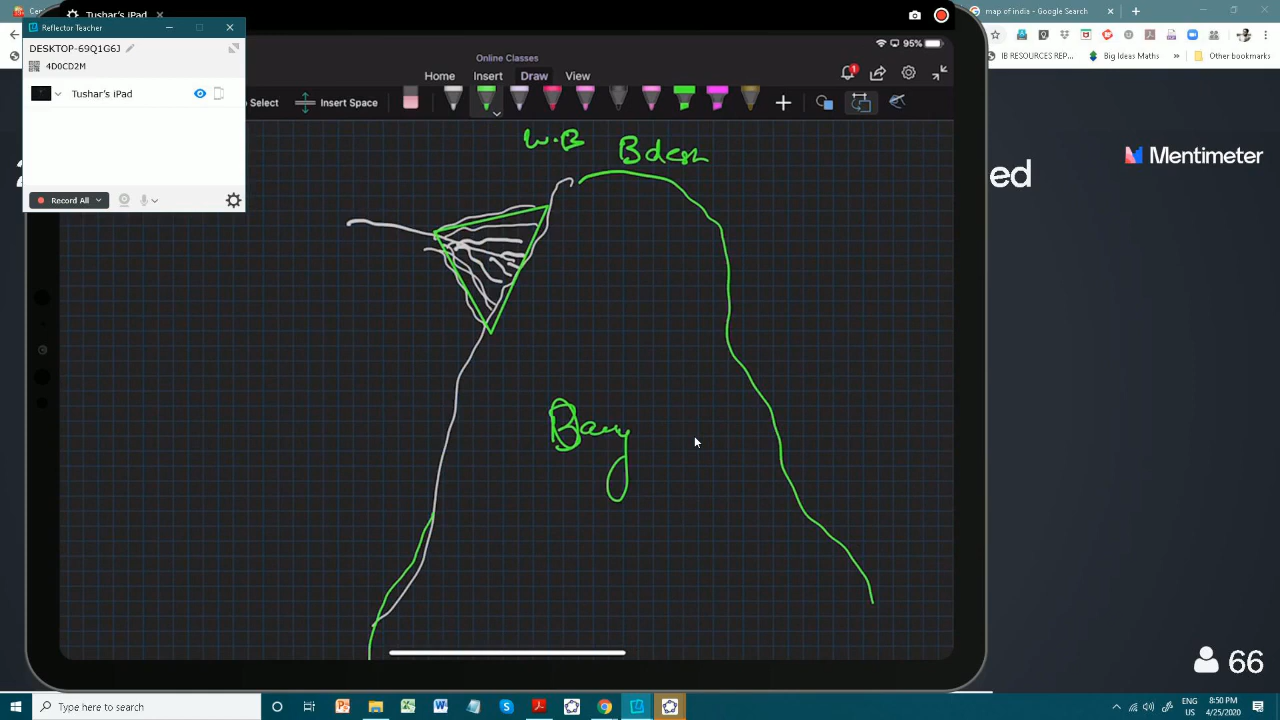 Tushar's iPad
map of india - Google Search
Reflector Teacher
DESKTOP-69Q1G6J
4D0CD2M
Tushar's iPad
Record All
95%
Online Classes
Home Insert Draw View
Select
Insert Space
IB RESOURCES REP...
Big Ideas Maths
Other bookmarks
W.B
Bdesh
Bay
Mentimeter
ed
66
Type here to search
ENG
US
8:50 PM
4/25/2020